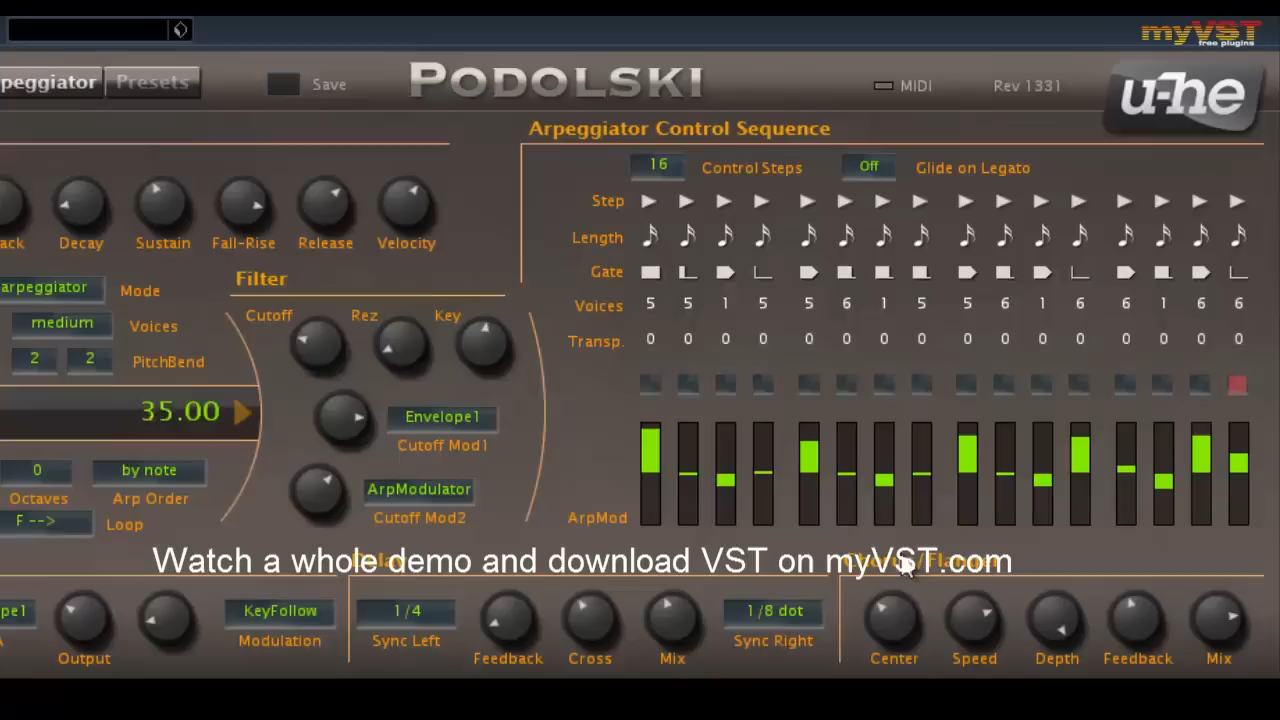 myVST
free plugins
peggiator Presets Save PODOLSKI MIDI Rev 1331 u-he
Arpeggiator Control Sequence
16 Control Steps Off Glide on Legato
Step
Length
Gate
Voices 5 5 1 5 5 6 1 5 5 6 1 6 6 1 6 6
Transp. 0 0 0 0 0 0 0 0 0 0 0 0 0 0 0 0
ArpMod
ack Decay Sustain Fall-Rise Release Velocity
arpeggiator Mode
medium Voices
2 2 PitchBend
35.00
0 by note
Octaves Arp Order
F --> Loop
Filter
Cutoff Rez Key
Envelope1
Cutoff Mod1
ArpModulator
Cutoff Mod2
Watch a whole demo and download VST on myVST.com
Delay Chorus/Flanger
pe1 KeyFollow 1/4 1/8 dot
A Output Modulation Sync Left Feedback Cross Mix Sync Right Center Speed Depth Feedback Mix